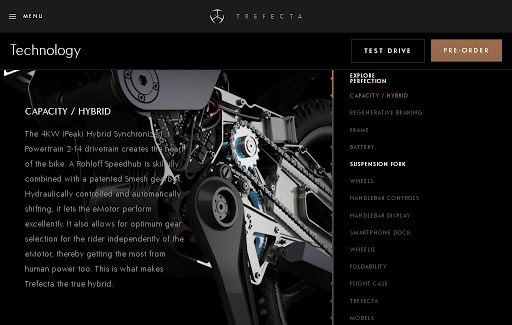 MENU
TREFECTA
Technology
TEST DRIVE
PRE-ORDER
CAPACITY / HYBRID
The 4KW (Peak) Hybrid Synchronized
Powertrain 2-T4 drivetrain creates the heart
of the bike. A Rohloff Speedhub is skilfully
combined with a patented Smesh gearbox.
Hydraulically controlled and automatically
shifting, it lets the eMotor perform
excellently. It also allows for optimum gear
selection for the rider independently of the
eMotor, thereby getting the most from
human power too. This is what makes
Trefecta the true hybrid.
EXPLORE
PERFECTION
CAPACITY / HYBRID
REGENERATIVE BRAKING
FRAME
BATTERY
SUSPENSION FORK
WHEELS
HANDLEBAR CONTROLS
HANDLEBAR DISPLAY
SMARTPHONE DOCK
WHEELIE
FOLDABILITY
FLIGHT CASE
TREFECTA
MODELS